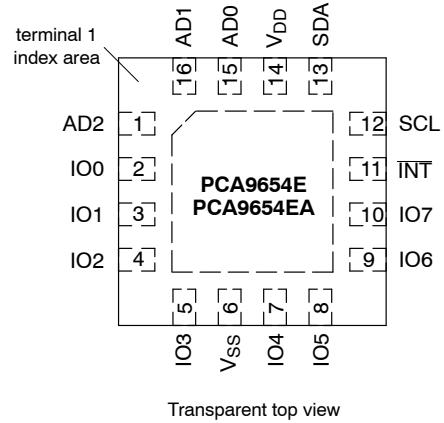 terminal 1
index area
AD1
AD0
VDD
SDA
16
15
14
13
AD2
1
12
SCL
IO0
2
11
INT
IO1
3
10
IO7
IO2
4
9
IO6
PCA9654E
PCA9654EA
5
6
7
8
IO3
VSS
IO4
IO5
Transparent top view